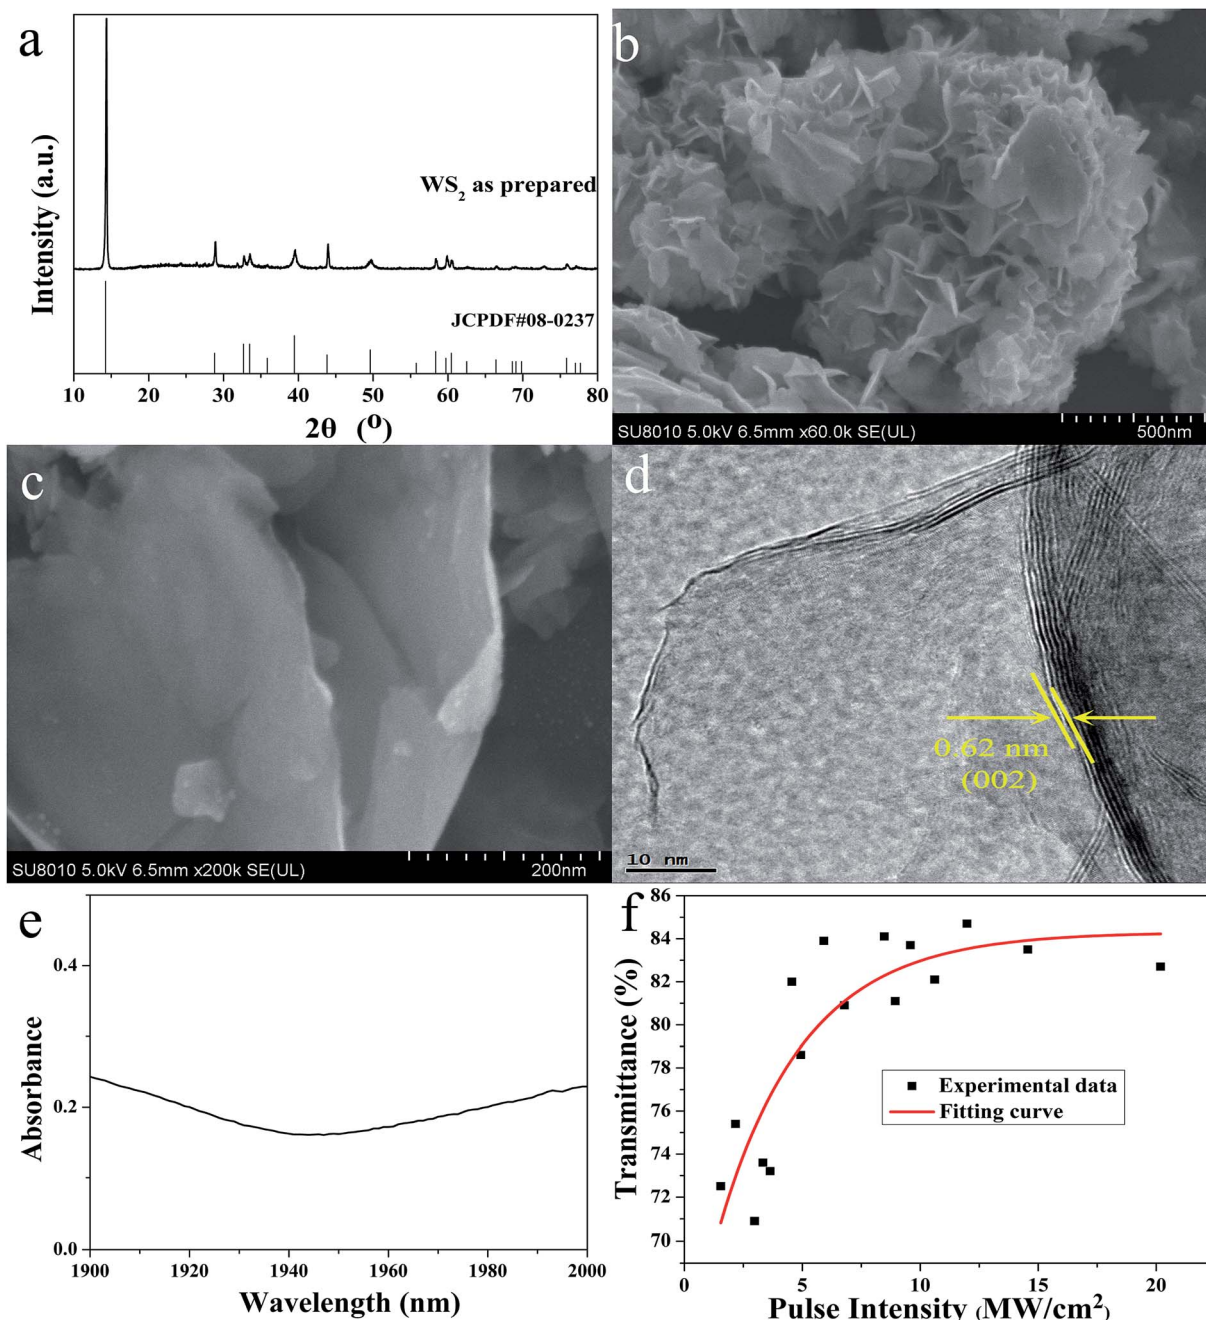 a
Intensity (a.u.)
WS2 as prepared
JCPDF#08-0237
10 20 30 40 50 60 70 80
2θ (º)
b
SU8010 5.0kV 6.5mm x60.0k SE(UL) 500nm
c
SU8010 5.0kV 6.5mm x200k SE(UL) 200nm
d
0.62 nm
(002)
10 nm
e
Absorbance
0.4
0.2
0.0
1900 1920 1940 1960 1980 2000
Wavelength (nm)
f
Transmittance (%)
86
84
82
80
78
76
74
72
70
Experimental data
Fitting curve
0 5 10 15 20
Pulse Intensity (MW/cm²)